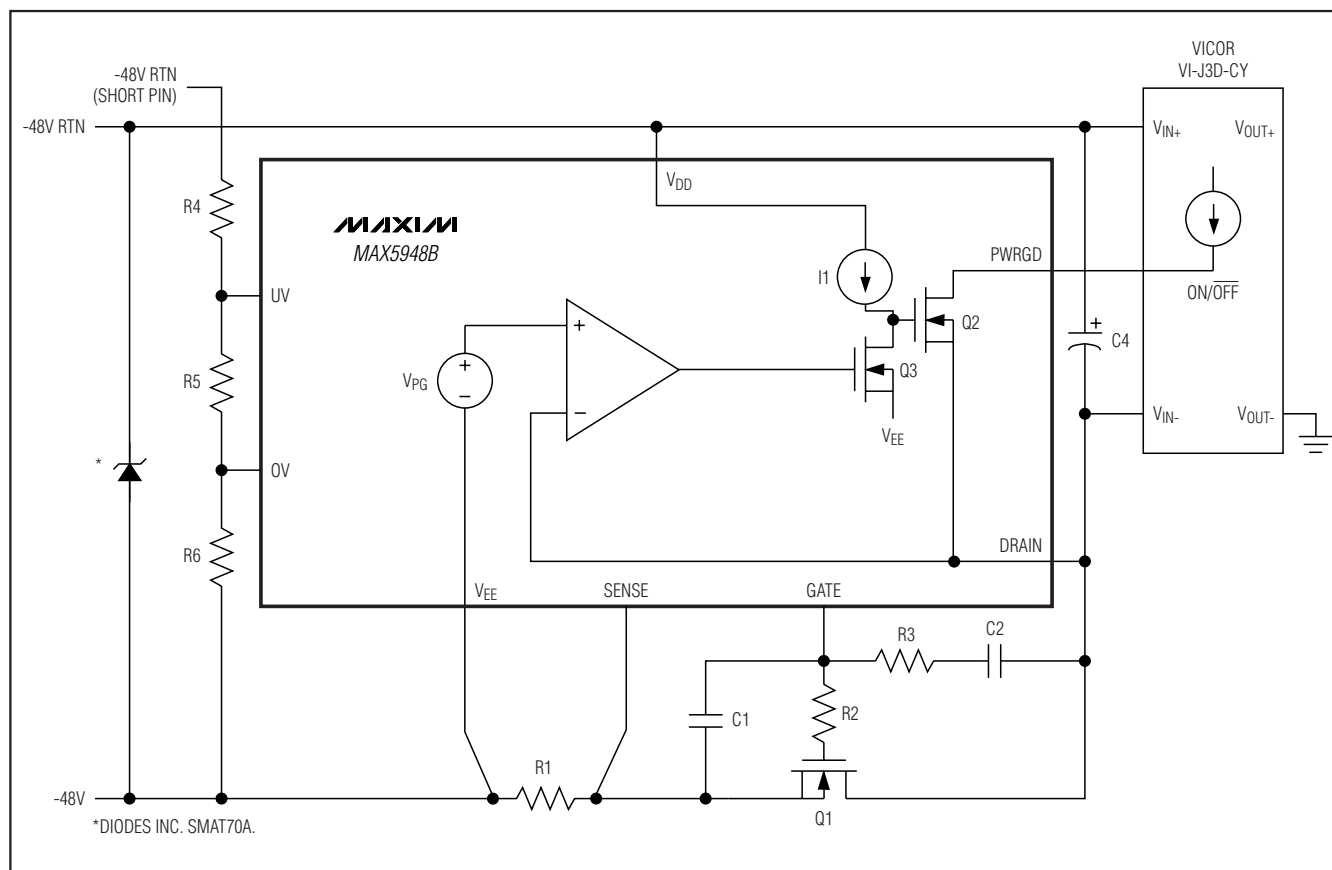 VICOR
VI-J3D-CY
-48V RTN
(SHORT PIN)
-48V RTN
VIN+
VOUT+
VDD
R4
MAXIM
MAX5948B
PWRGD
I1
ON/O̅F̅F̅
UV
Q2
C4
+
+
R5
VPG
+
−
Q3
−
VIN-
VOUT-
VEE
*
OV
R6
DRAIN
VEE
SENSE
GATE
R3
C2
C1
R2
R1
-48V
Q1
*DIODES INC. SMAT70A.